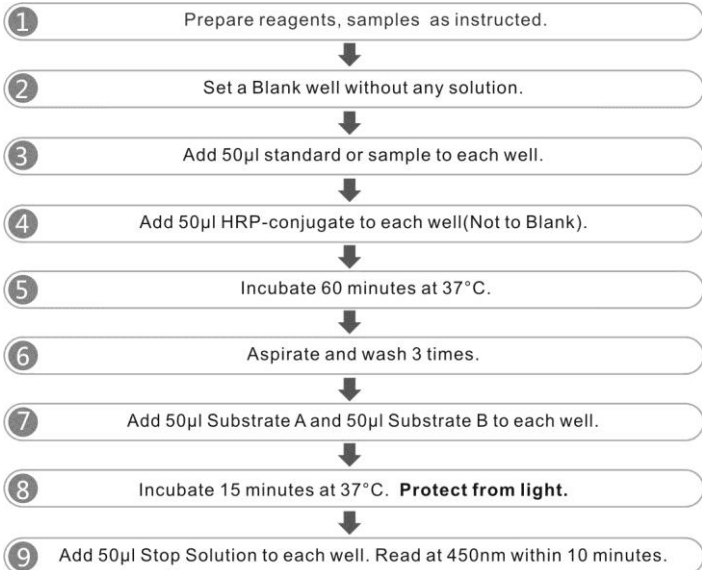 1 Prepare reagents, samples as instructed.
2 Set a Blank well without any solution.
3 Add 50μl standard or sample to each well.
4 Add 50μl HRP-conjugate to each well(Not to Blank).
5 Incubate 60 minutes at 37°C.
6 Aspirate and wash 3 times.
7 Add 50μl Substrate A and 50μl Substrate B to each well.
8 Incubate 15 minutes at 37°C. Protect from light.
9 Add 50μl Stop Solution to each well. Read at 450nm within 10 minutes.